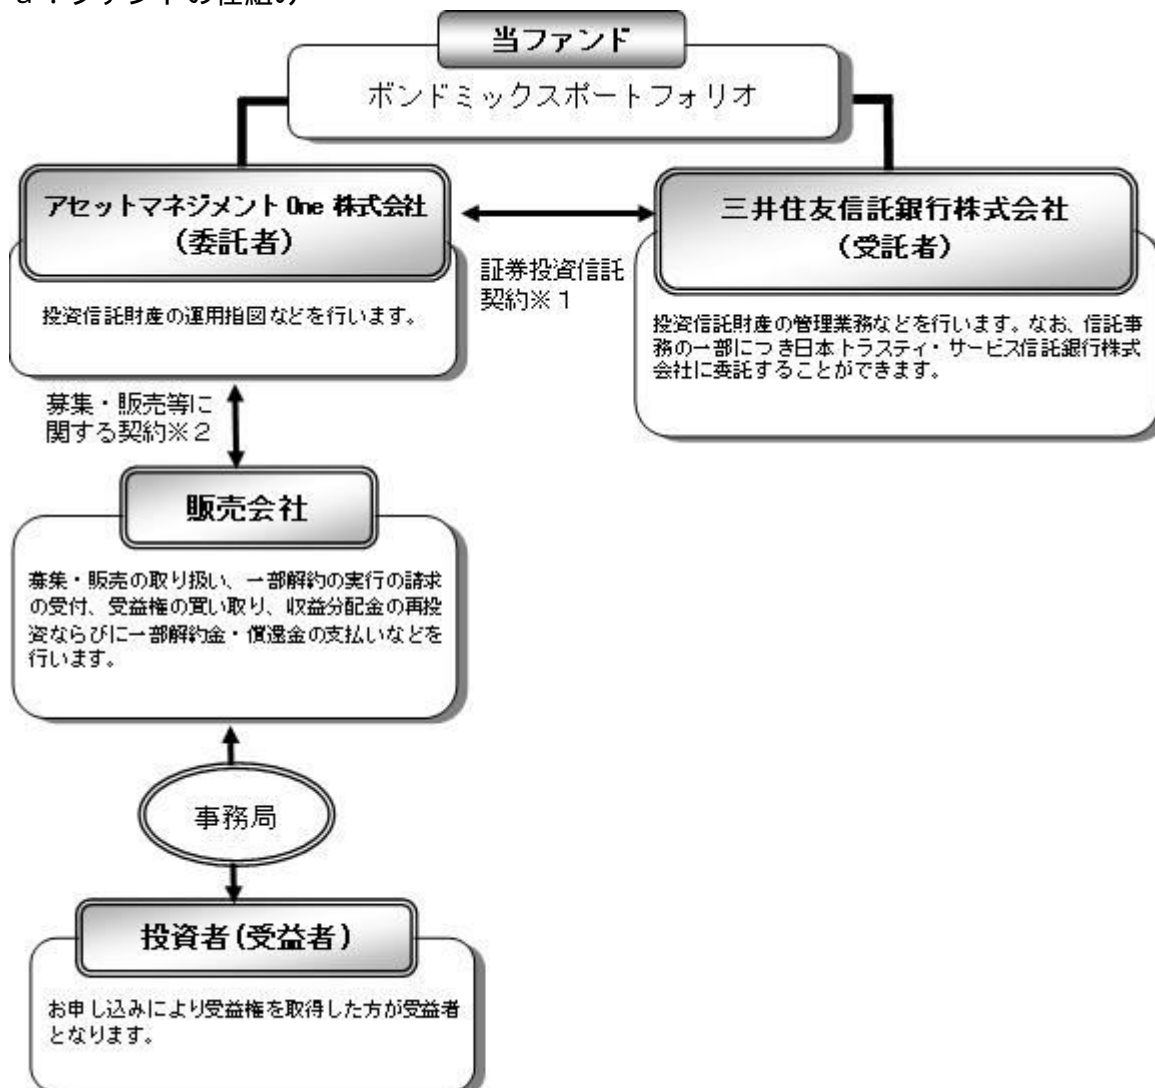 a．ファンドの仕組み
当ファンド
ボンドミックスポートフォリオ
アセットマネジメント One 株式会社
（委託者）
投資信託財産の運用指図などを行います。
証券投資信託
契約※１
三井住友信託銀行株式会社
（受託者）
投資信託財産の管理業務などを行います。なお、信託事
務の一部につき日本トラスティ・サービス信託銀行株式
会社に委託することができます。
募集・販売等に
関する契約※２
販売会社
募集・販売の取り扱い、一部解約の実行の請求
の受付、受益権の買い取り、収益分配金の再投
資ならびに一部解約金・償還金の支払いなどを
行います。
事務局
投資者（受益者）
お申し込みにより受益権を取得した方が受益者
となります。